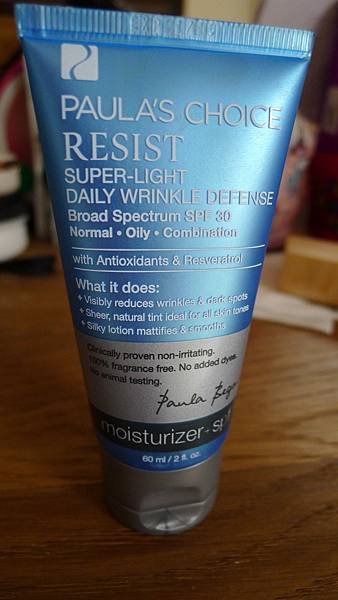 PAULA'S CHOICE
RESIST
SUPER-LIGHT
DAILY WRINKLE DEFENSE
Broad Spectrum SPF 30
Normal • Oily • Combination
with Antioxidants & Resveratrol
What it does:
+ Visibly reduces wrinkles & dark spots
+ Sheer, natural tint ideal for all skin tones
+ Silky lotion mattifies & smooths
Clinically proven non-irritating.
100% fragrance free. No added dyes.
No animal testing.
Paula
moisturizer - spf
60 ml / 2 fl. oz.